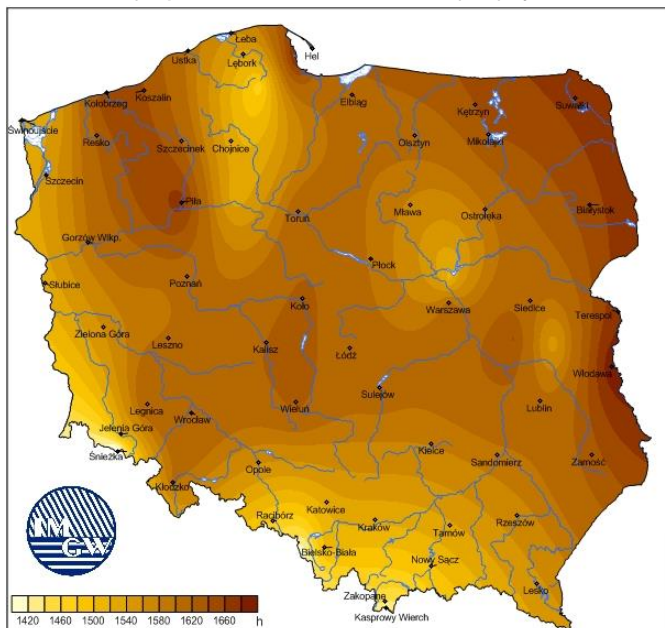 Łeba
Hel
Ustka
Lębork
Kołobrzeg
Koszalin
Elbląg
Kętrzyn
Suwałki
Świnoujście
Resko
Szczecinek
Chojnice
Olsztyn
Mikołajki
Szczecin
Piła
Toruń
Mława
Ostrołęka
Białystok
Gorzów Wlkp.
Płock
Słubice
Poznań
Koło
Warszawa
Siedlce
Terespol
Zielona Góra
Leszno
Kalisz
Łódź
Włodawa
Legnica
Wrocław
Wieluń
Sulejów
Lublin
Jelenia Góra
Śnieżka
Opole
Kielce
Sandomierz
Zamość
Kłodzko
Racibórz
Katowice
Kraków
Tarnów
Rzeszów
Bielsko-Biała
Nowy Sącz
Lesko
Zakopane
Kasprowy Wierch
IM
GW
1420 1460 1500 1540 1580 1620 1660 h